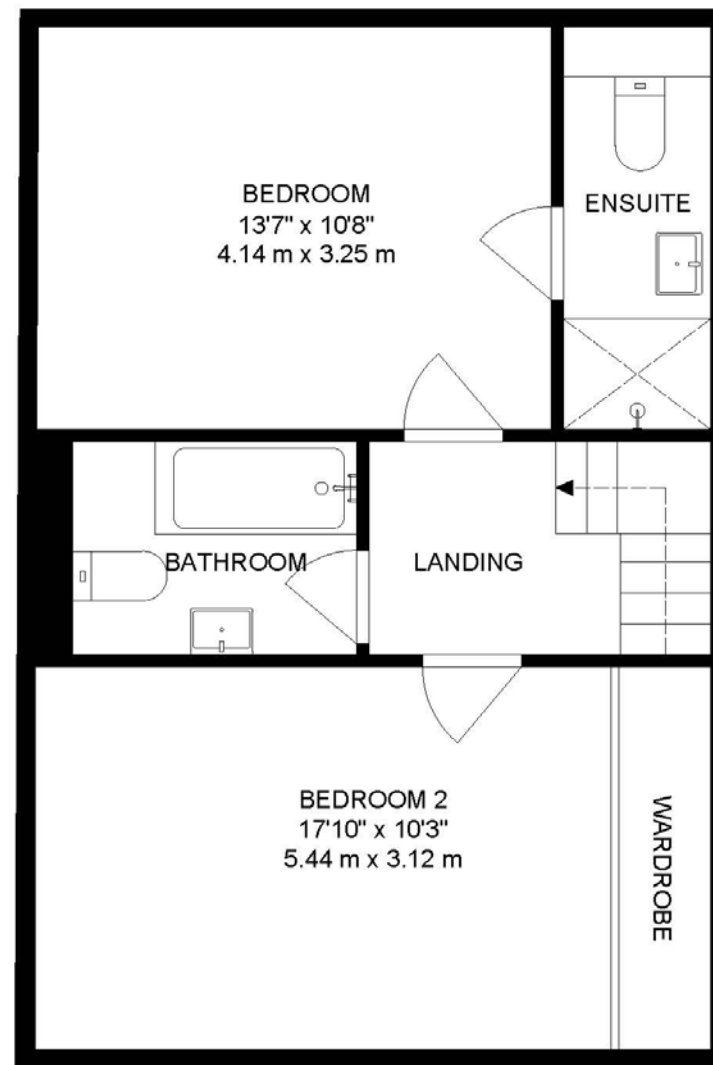 BEDROOM
13'7" x 10'8"
4.14 m x 3.25 m
ENSUITE
BATHROOM
LANDING
BEDROOM 2
17'10" x 10'3"
5.44 m x 3.12 m
WARDROBE